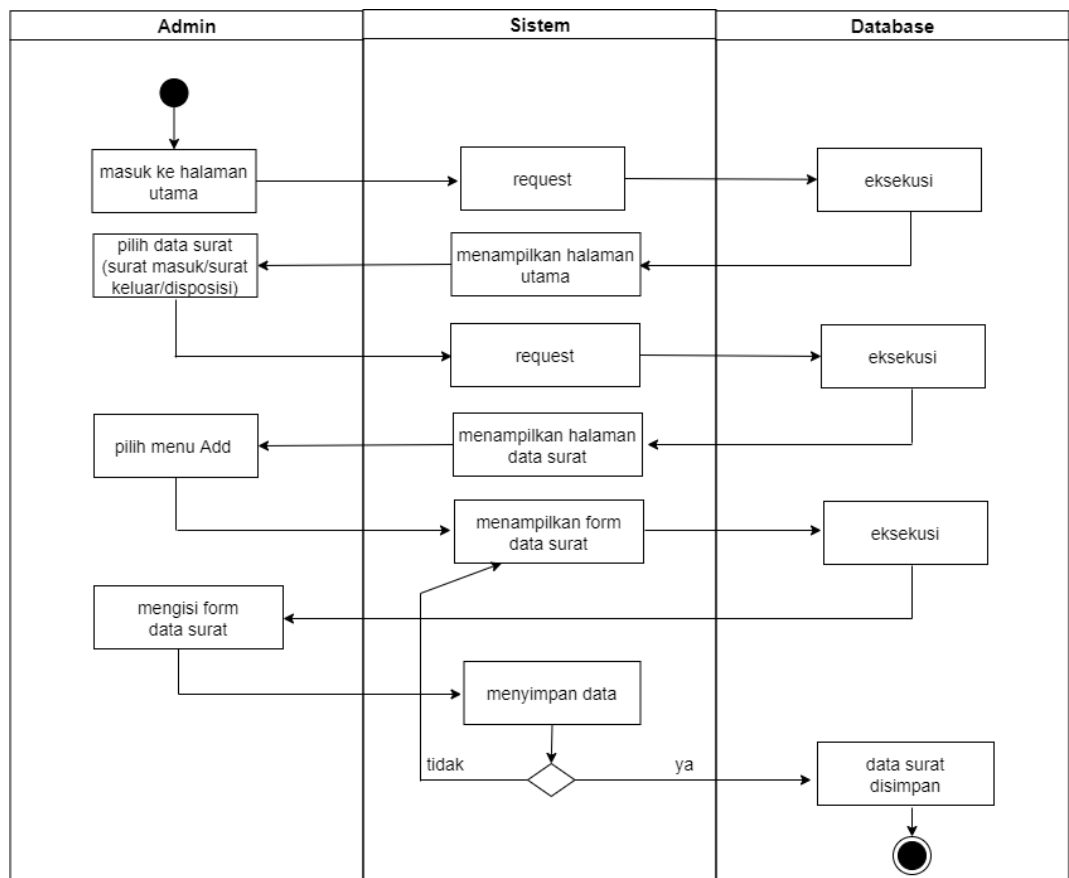 Admin
Sistem
Database
masuk ke halaman
utama
request
eksekusi
pilih data surat
(surat masuk/surat
keluar/disposisi)
menampilkan halaman
utama
request
eksekusi
pilih menu Add
menampilkan halaman
data surat
menampilkan form
data surat
eksekusi
mengisi form
data surat
menyimpan data
tidak
ya
data surat
disimpan